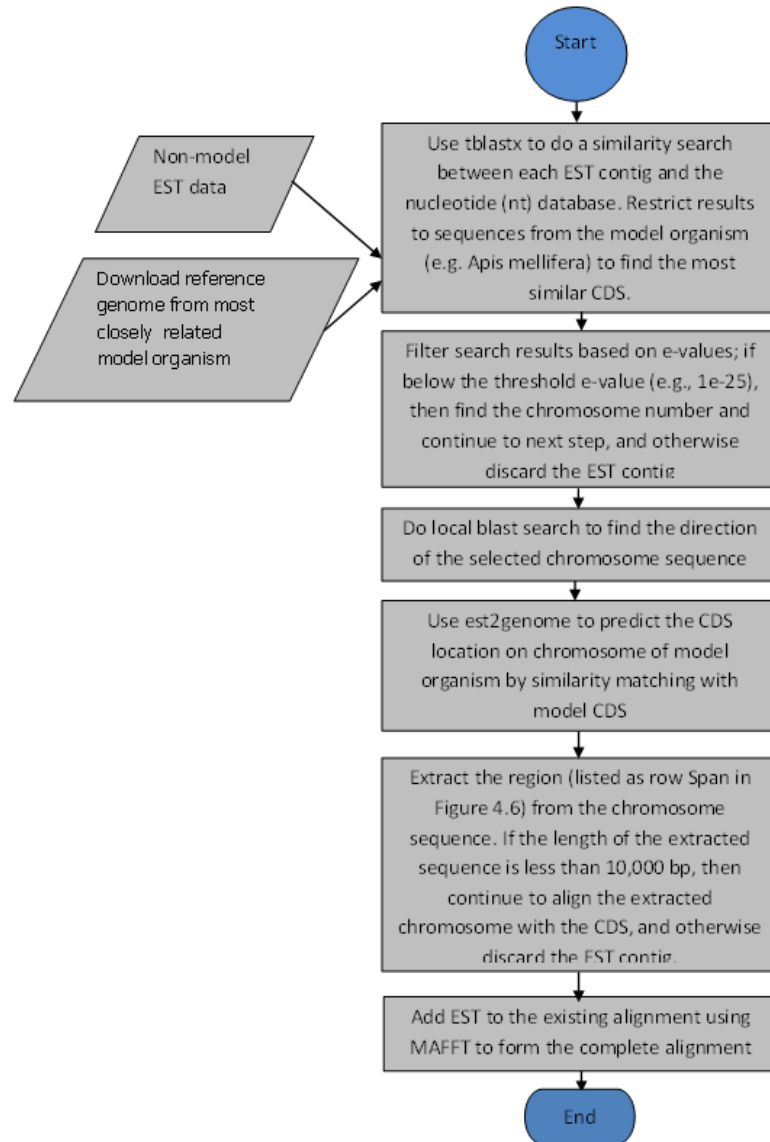 Start
Non-model
EST data
Download reference
genome from most
closely related
model organism
Use tblastx to do a similarity search
between each EST contig and the
nucleotide (nt) database. Restrict results
to sequences from the model organism
(e.g. Apis mellifera) to find the most
similar CDS.
Filter search results based on e-values; if
below the threshold e-value (e.g., 1e-25),
then find the chromosome number and
continue to next step, and otherwise
discard the EST contig
Do local blast search to find the direction
of the selected chromosome sequence
Use est2genome to predict the CDS
location on chromosome of model
organism by similarity matching with
model CDS
Extract the region (listed as row Span in
Figure 4.6) from the chromosome
sequence. If the length of the extracted
sequence is less than 10,000 bp, then
continue to align the extracted
chromosome with the CDS, and otherwise
discard the EST contig.
Add EST to the existing alignment using
MAFFT to form the complete alignment
End